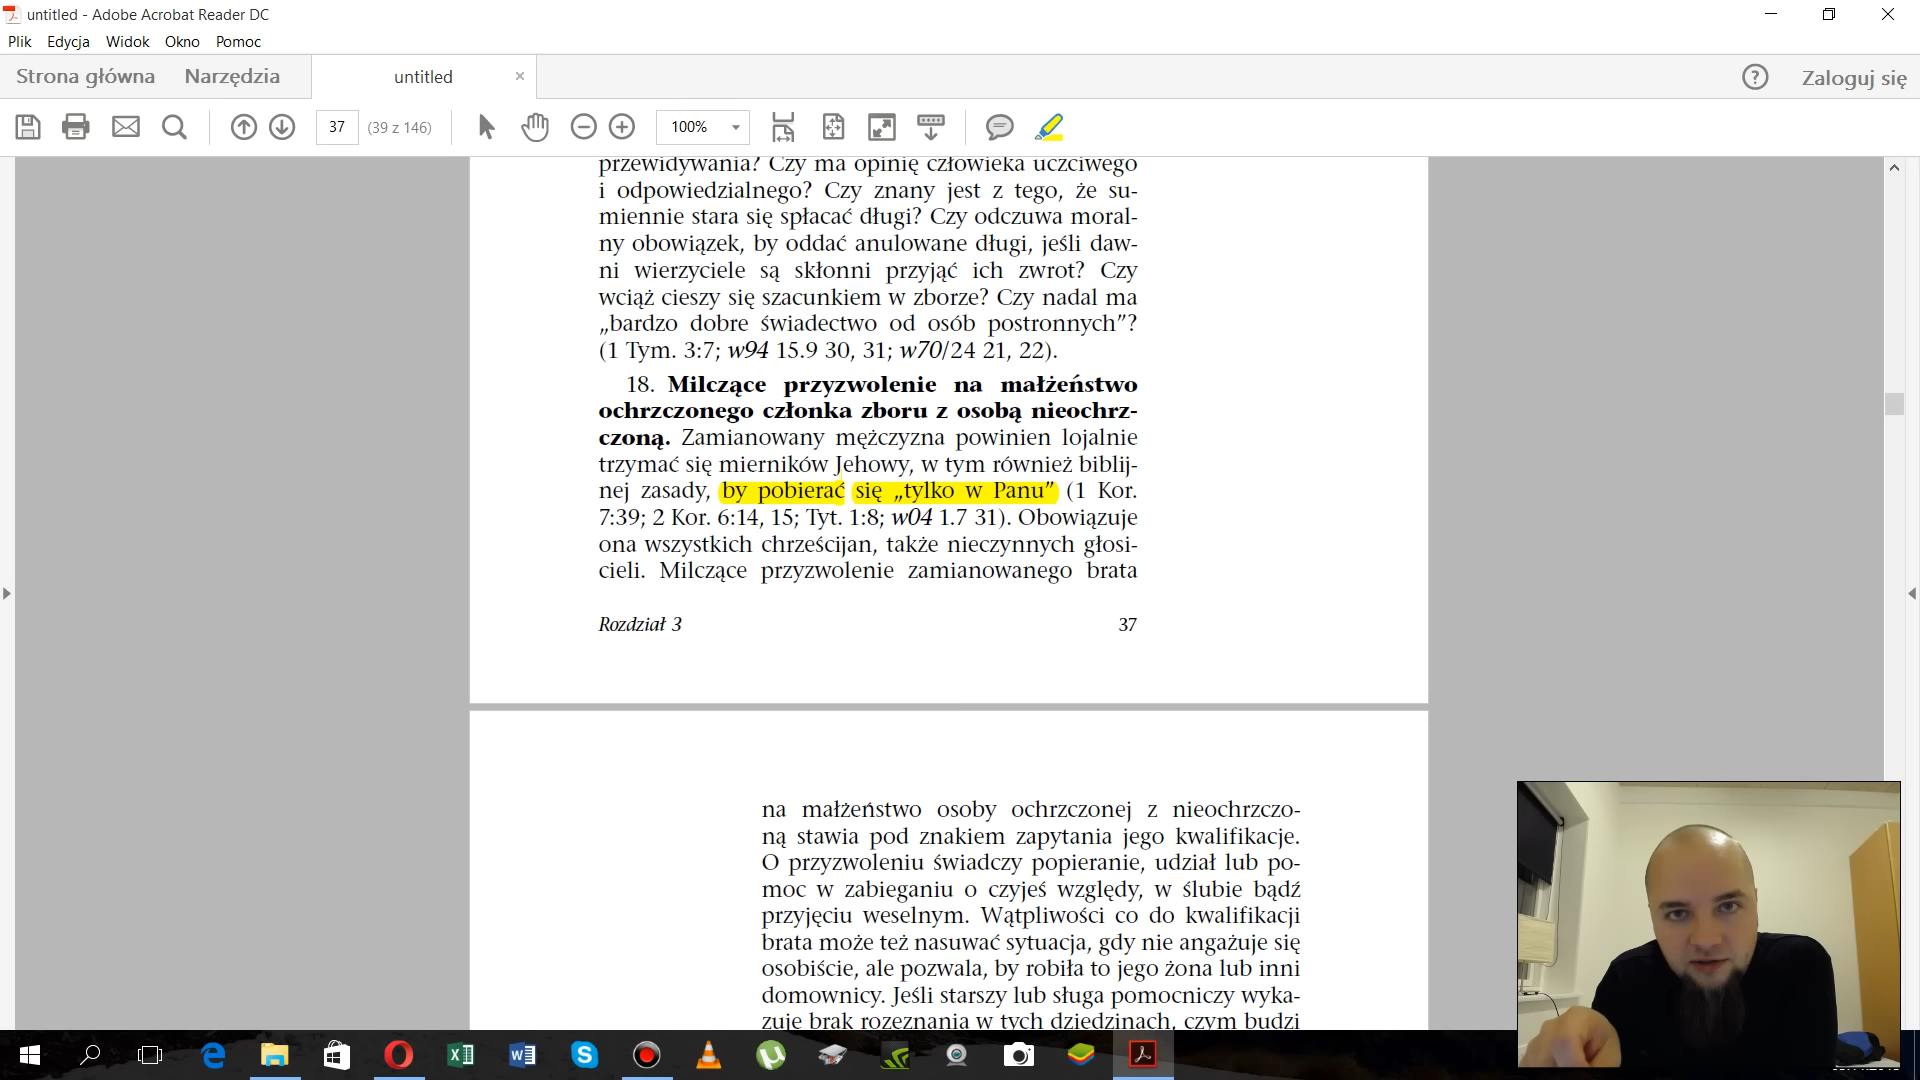 untitled - Adobe Acrobat Reader DC
Plik Edycja Widok Okno Pomoc
Strona główna Narzędzia untitled × ? Zaloguj się
37 (39 z 146) 100%
przewidywania? Czy ma opinię człowieka uczciwego
i odpowiedzialnego? Czy znany jest z tego, że su-
miennie stara się spłacać długi? Czy odczuwa moral-
ny obowiązek, by oddać anulowane długi, jeśli daw-
ni wierzyciele są skłonni przyjąć ich zwrot? Czy
wciąż cieszy się szacunkiem w zborze? Czy nadal ma
„bardzo dobre świadectwo od osób postronnych”?
(1 Tym. 3:7; w94 15.9 30, 31; w70/24 21, 22).
18. Milczące przyzwolenie na małżeństwo
ochrzczonego członka zboru z osobą nieochrz-
czoną. Zamianowany mężczyzna powinien lojalnie
trzymać się mierników Jehowy, w tym również biblij-
nej zasady, by pobierać się „tylko w Panu” (1 Kor.
7:39; 2 Kor. 6:14, 15; Tyt. 1:8; w04 1.7 31). Obowiązuje
ona wszystkich chrześcijan, także nieczynnych głosi-
cieli. Milczące przyzwolenie zamianowanego brata
Rozdział 3 37
na małżeństwo osoby ochrzczonej z nieochrzczo-
ną stawia pod znakiem zapytania jego kwalifikacje.
O przyzwoleniu świadczy popieranie, udział lub po-
moc w zabieganiu o czyjeś względy, w ślubie bądź
przyjęciu weselnym. Wątpliwości co do kwalifikacji
brata może też nasuwać sytuacja, gdy nie angażuje się
osobiście, ale pozwala, by robiła to jego żona lub inni
domownicy. Jeśli starszy lub sługa pomocniczy wyka-
zuje brak rozeznania w tych dziedzinach, czym budzi